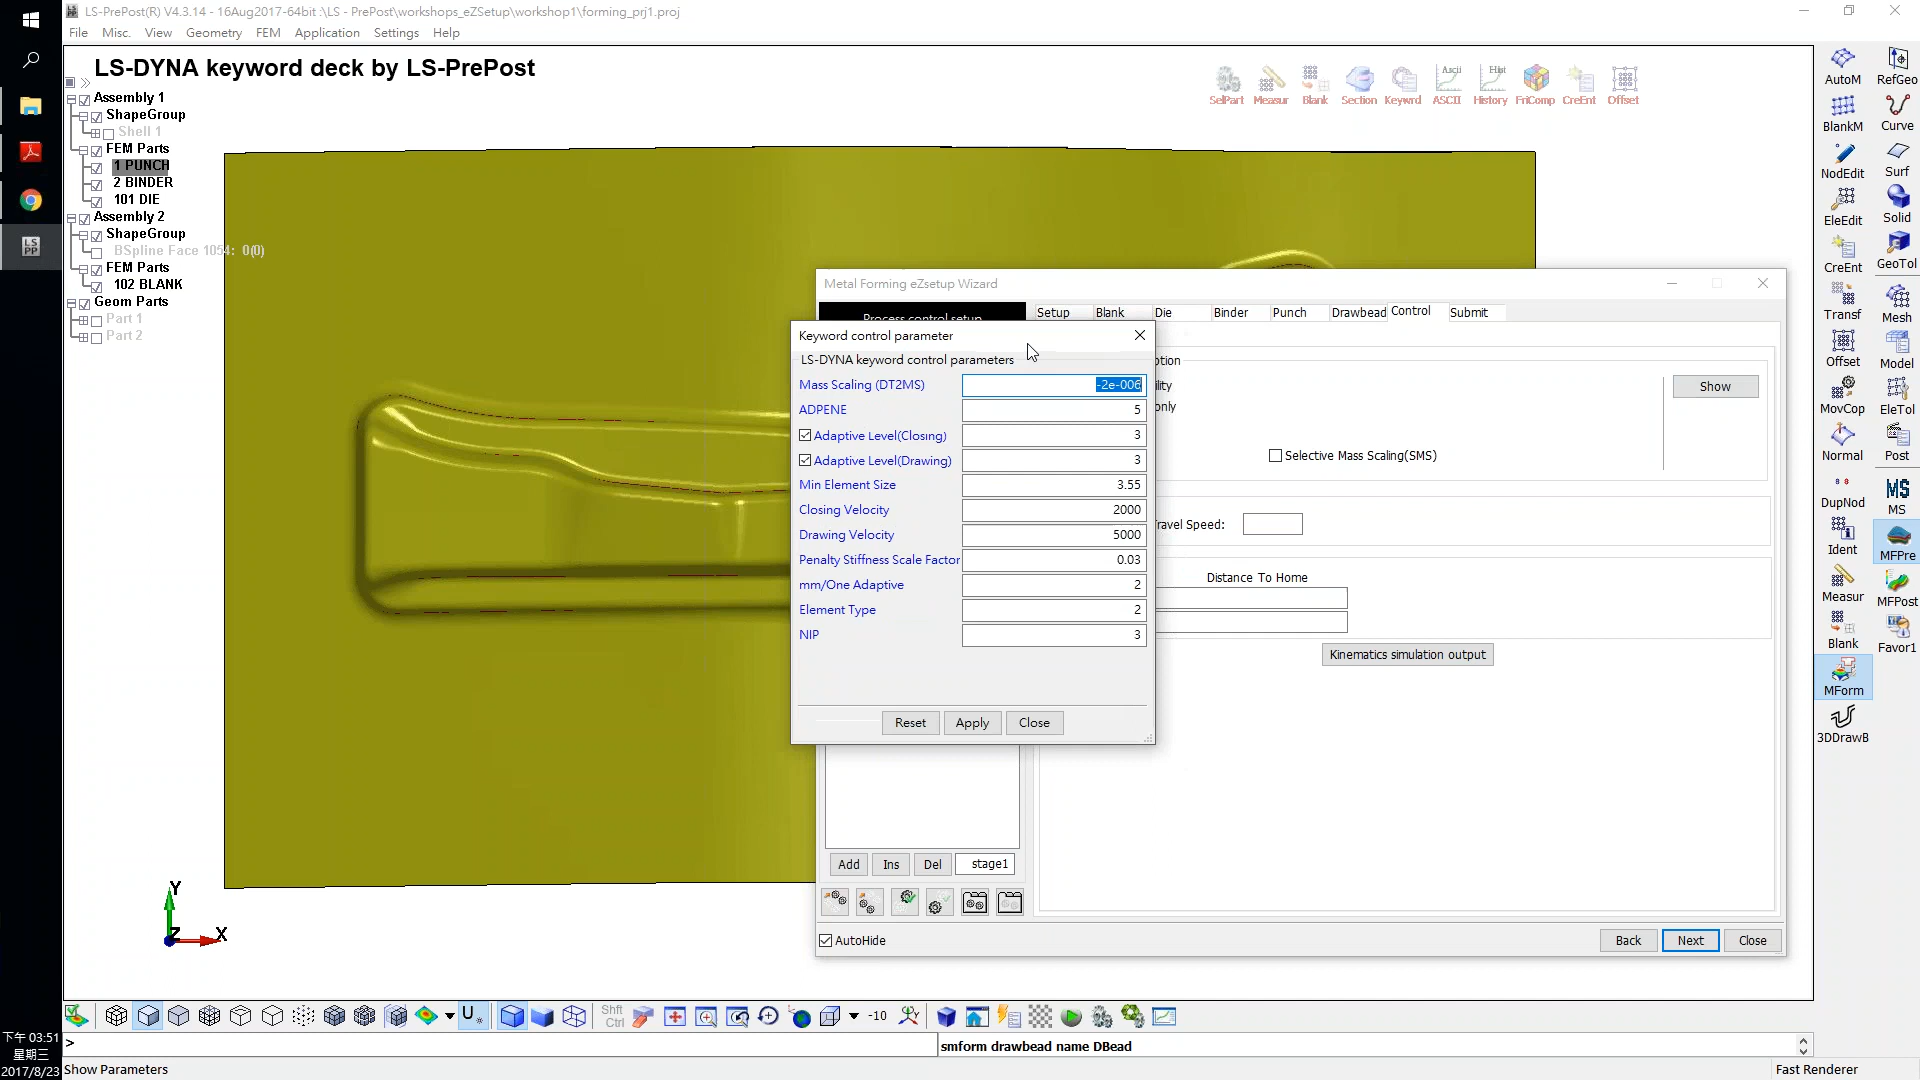 LS-PrePost(R) V4.3.14 - 16Aug2017-64bit :\LS - PrePost\workshops_eZSetup\workshop1\forming_prj1.proj
File Misc. View Geometry FEM Application Settings Help
LS-DYNA keyword deck by LS-PrePost
Assembly 1
ShapeGroup
Shell 1
FEM Parts
1 PUNCH
2 BINDER
101 DIE
Assembly 2
ShapeGroup
BSpline Face 1054: 0(0)
FEM Parts
102 BLANK
Geom Parts
Part 1
Part 2
Ascii Hist
SelPart Measur Blank Section Keywrd ASCII History FriComp CreEnt Offset
Metal Forming eZsetup Wizard
Process control setup
Setup Blank Die Binder Punch Drawbead Control Submit
Show
Selective Mass Scaling(SMS)
Travel Speed:
Distance To Home
Kinematics simulation output
Keyword control parameter
LS-DYNA keyword control parameters
Mass Scaling (DT2MS) -2e-006
ADPENE 5
Adaptive Level(Closing) 3
Adaptive Level(Drawing) 3
Min Element Size 3.55
Closing Velocity 2000
Drawing Velocity 5000
Penalty Stiffness Scale Factor 0.03
mm/One Adaptive 2
Element Type 2
NIP 3
Reset Apply Close
Add Ins Del stage1
AutoHide
Back Next Close
AutoM RefGeo
BlankM Curve
NodEdit Surf
EleEdit Solid
CreEnt GeoTol
Transf Mesh
Offset Model
MovCop EleTol
Normal Post
DupNod MS
Ident MFPre
Measur MFPost
Blank Favor1
MForm
3DDrawB
Shft
Ctrl
-10
X
Y
Z
>
smform drawbead name DBead
Show Parameters
Fast Renderer
下午 03:51
星期三
2017/8/23